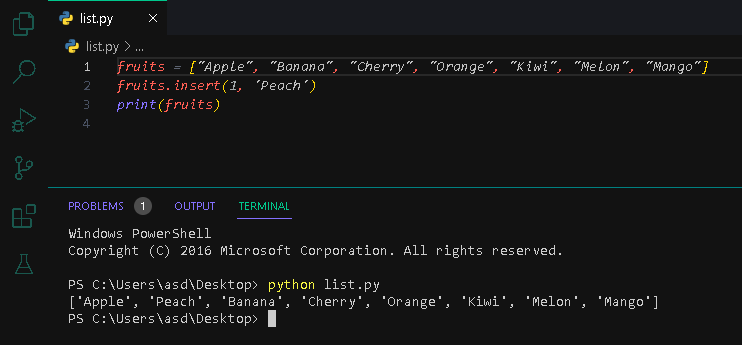 list.py ×
list.py > ...
1 fruits = ["Apple", "Banana", "Cherry", "Orange", "Kiwi", "Melon", "Mango"]
2 fruits.insert(1, 'Peach')
3 print(fruits)
4
PROBLEMS 1 OUTPUT TERMINAL
Windows PowerShell
Copyright (C) 2016 Microsoft Corporation. All rights reserved.
PS C:\Users\asd\Desktop> python list.py
['Apple', 'Peach', 'Banana', 'Cherry', 'Orange', 'Kiwi', 'Melon', 'Mango']
PS C:\Users\asd\Desktop>